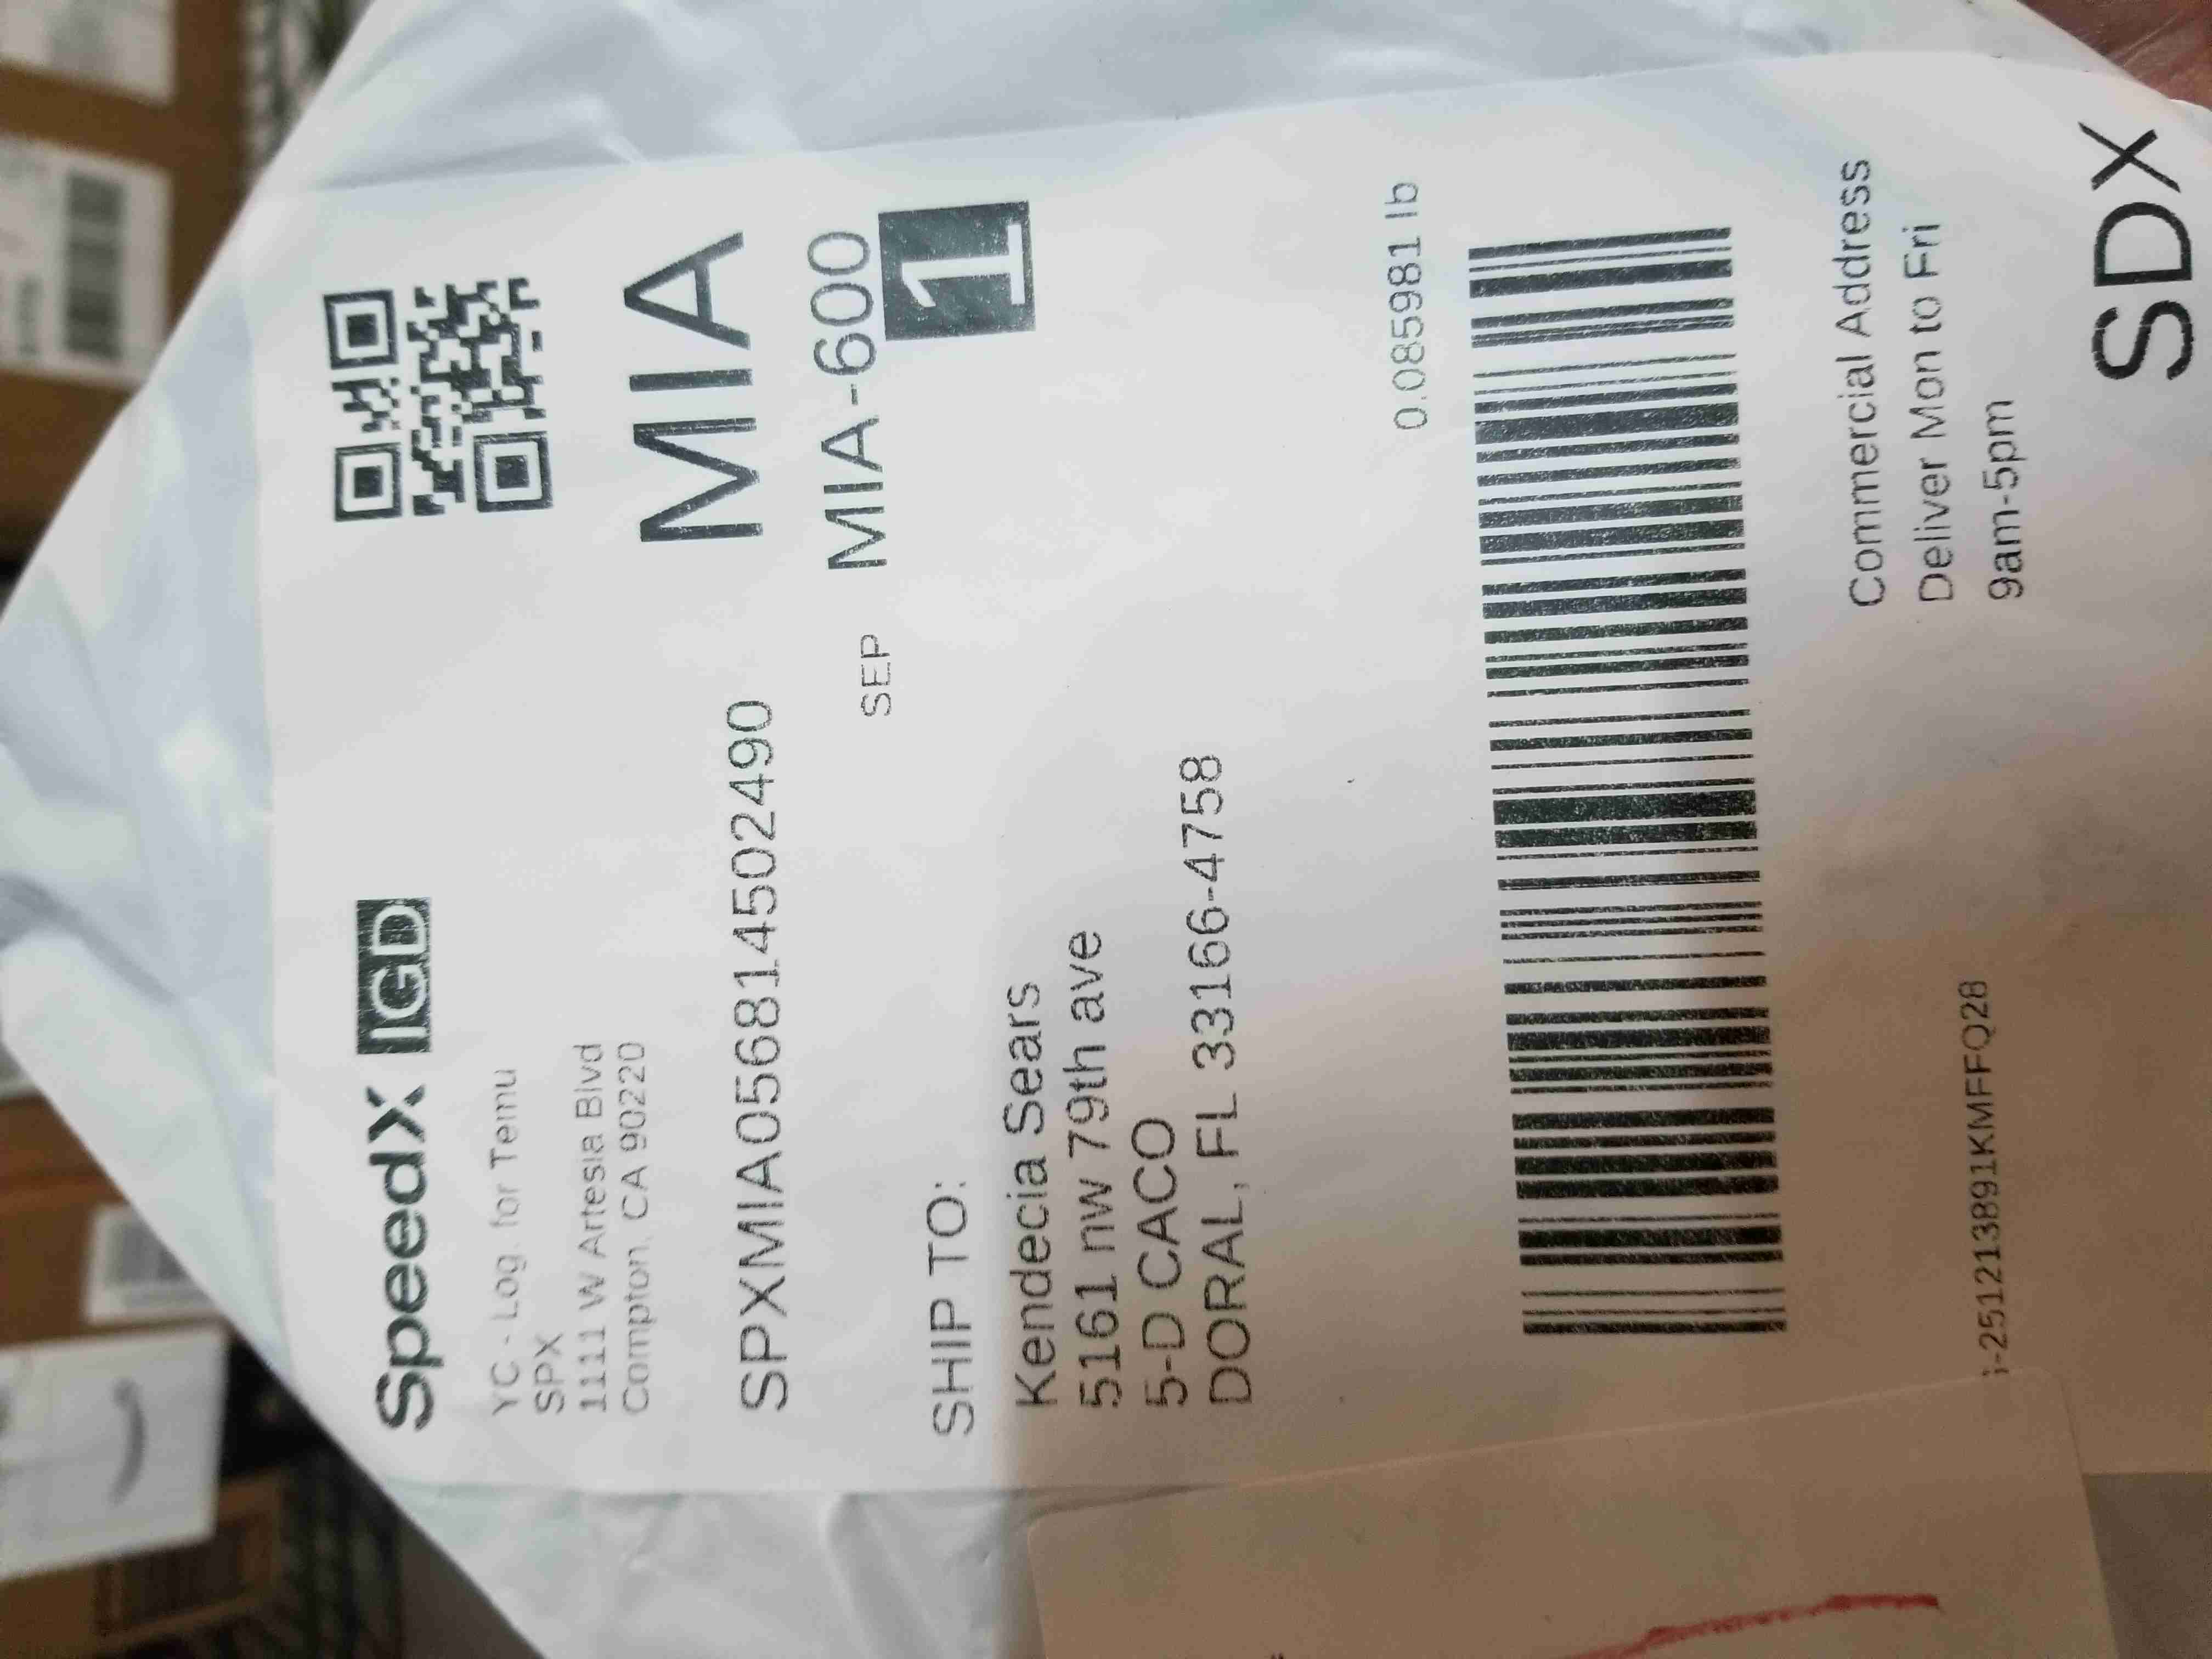 SpeedX IGD
YC - Log. for Temu
SPX
1111 W Artesia Blvd
Compton, CA 90220
MIA
SPXMIA056814502490
SEP MIA-600
1
SHIP TO:
Kendecia Sears
5161 nw 79th ave
5-D CACO
DORAL, FL 33166-4758
0.085981 lb
Commercial Address
Deliver Mon to Fri
9am-5pm
-2512213891KMFFQ28
SDX